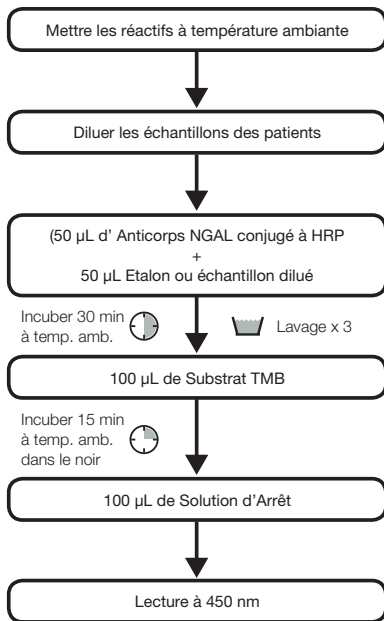 Mettre les réactifs à température ambiante
Diluer les échantillons des patients
(50 µL d’ Anticorps NGAL conjugué à HRP
+
50 µL Etalon ou échantillon dilué
Incuber 30 min
à temp. amb.
Lavage x 3
100 µL de Substrat TMB
Incuber 15 min
à temp. amb.
dans le noir
100 µL de Solution d’Arrêt
Lecture à 450 nm